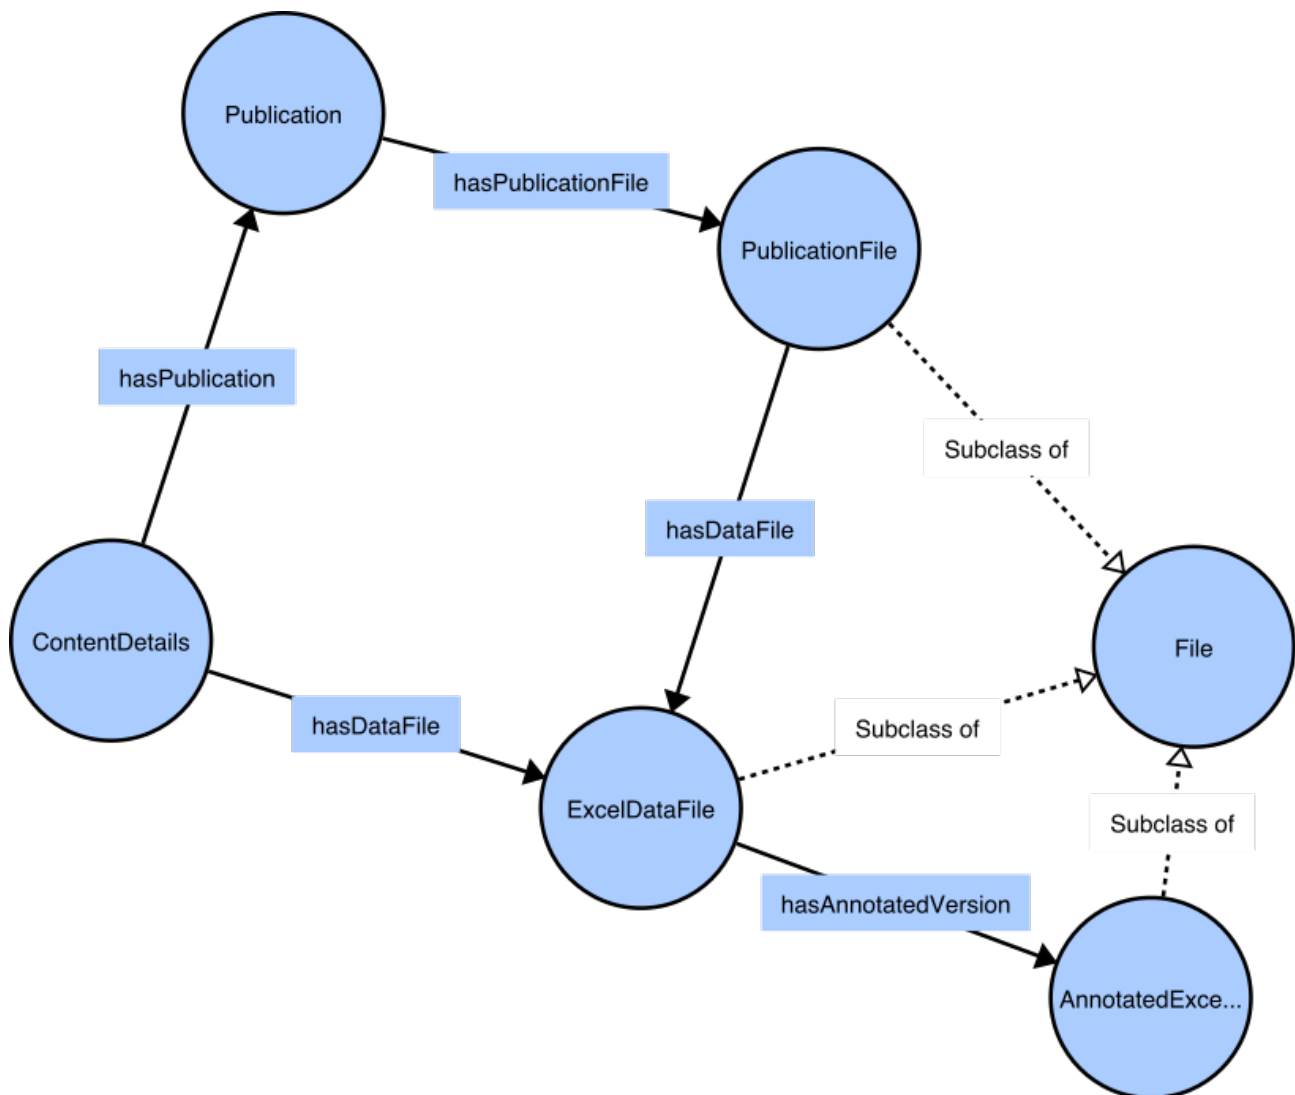 Publication
hasPublicationFile
PublicationFile
hasPublication
Subclass of
hasDataFile
ContentDetails
File
hasDataFile
Subclass of
ExcelDataFile
Subclass of
hasAnnotatedVersion
AnnotatedExce...